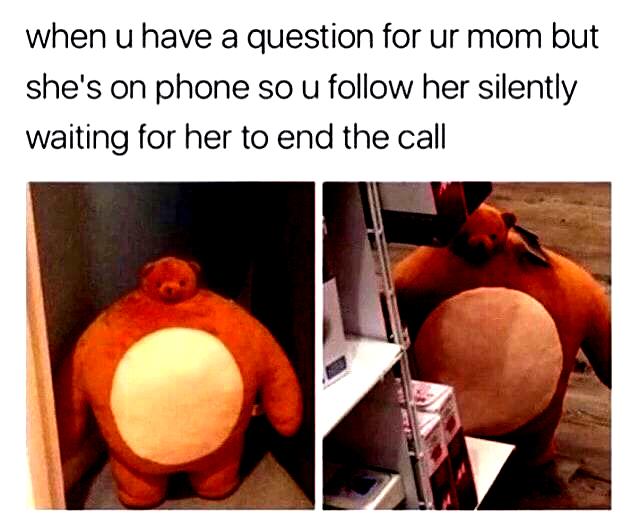 when u have a question for ur mom but
she's on phone so u follow her silently
waiting for her to end the call